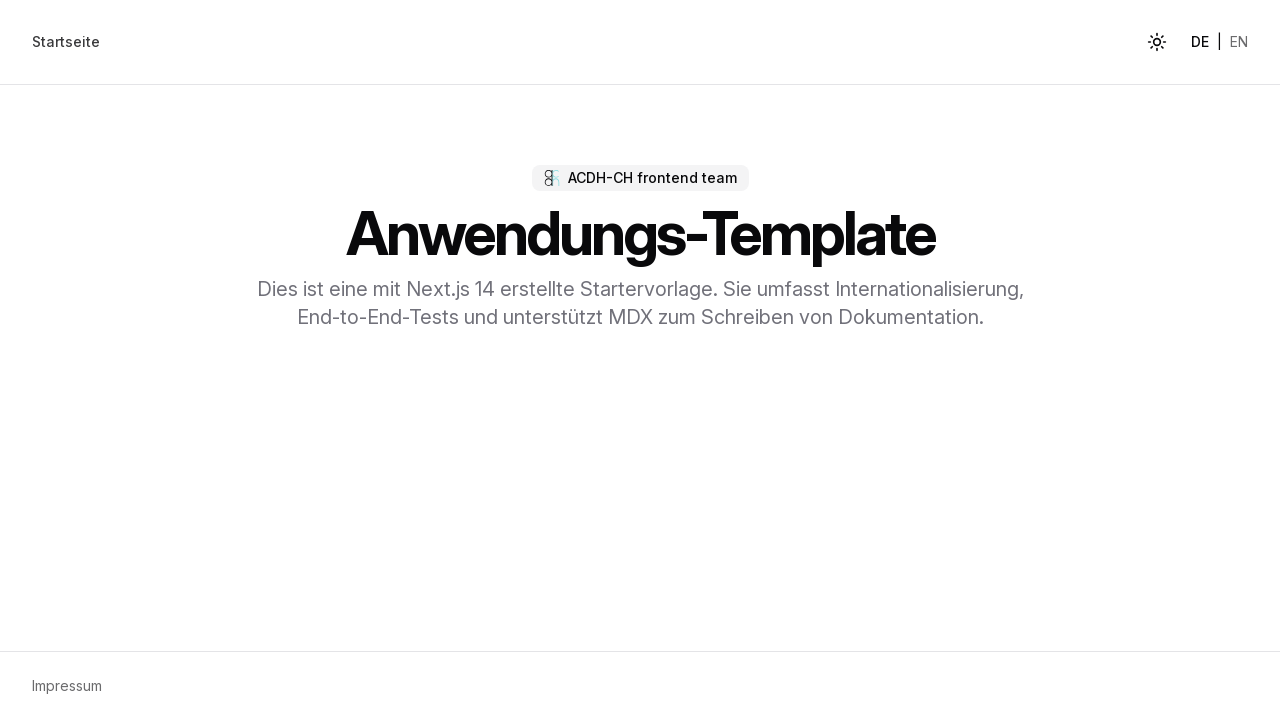 Startseite
DE | EN
ACDH-CH frontend team
Anwendungs-Template
Dies ist eine mit Next.js 14 erstellte Startervorlage. Sie umfasst Internationalisierung,
End-to-End-Tests und unterstützt MDX zum Schreiben von Dokumentation.
Impressum